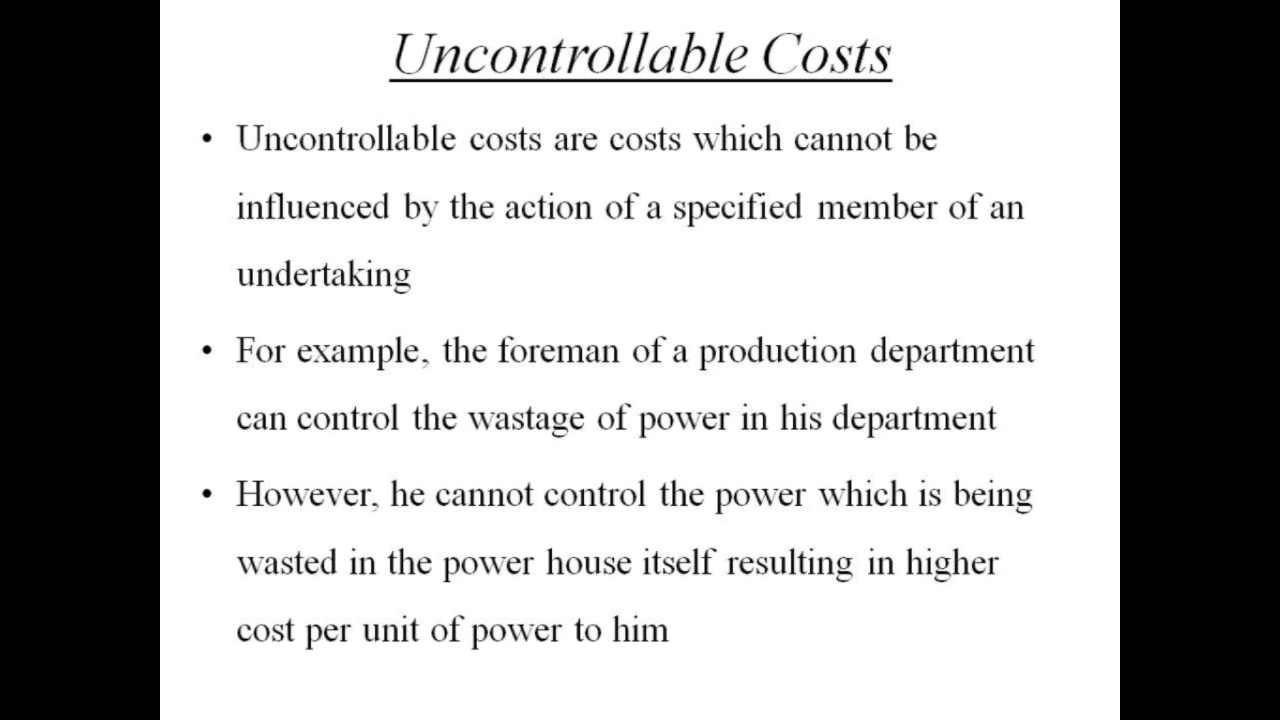 Uncontrollable Costs
• Uncontrollable costs are costs which cannot be
influenced by the action of a specified member of an
undertaking
• For example, the foreman of a production department
can control the wastage of power in his department
• However, he cannot control the power which is being
wasted in the power house itself resulting in higher
cost per unit of power to him